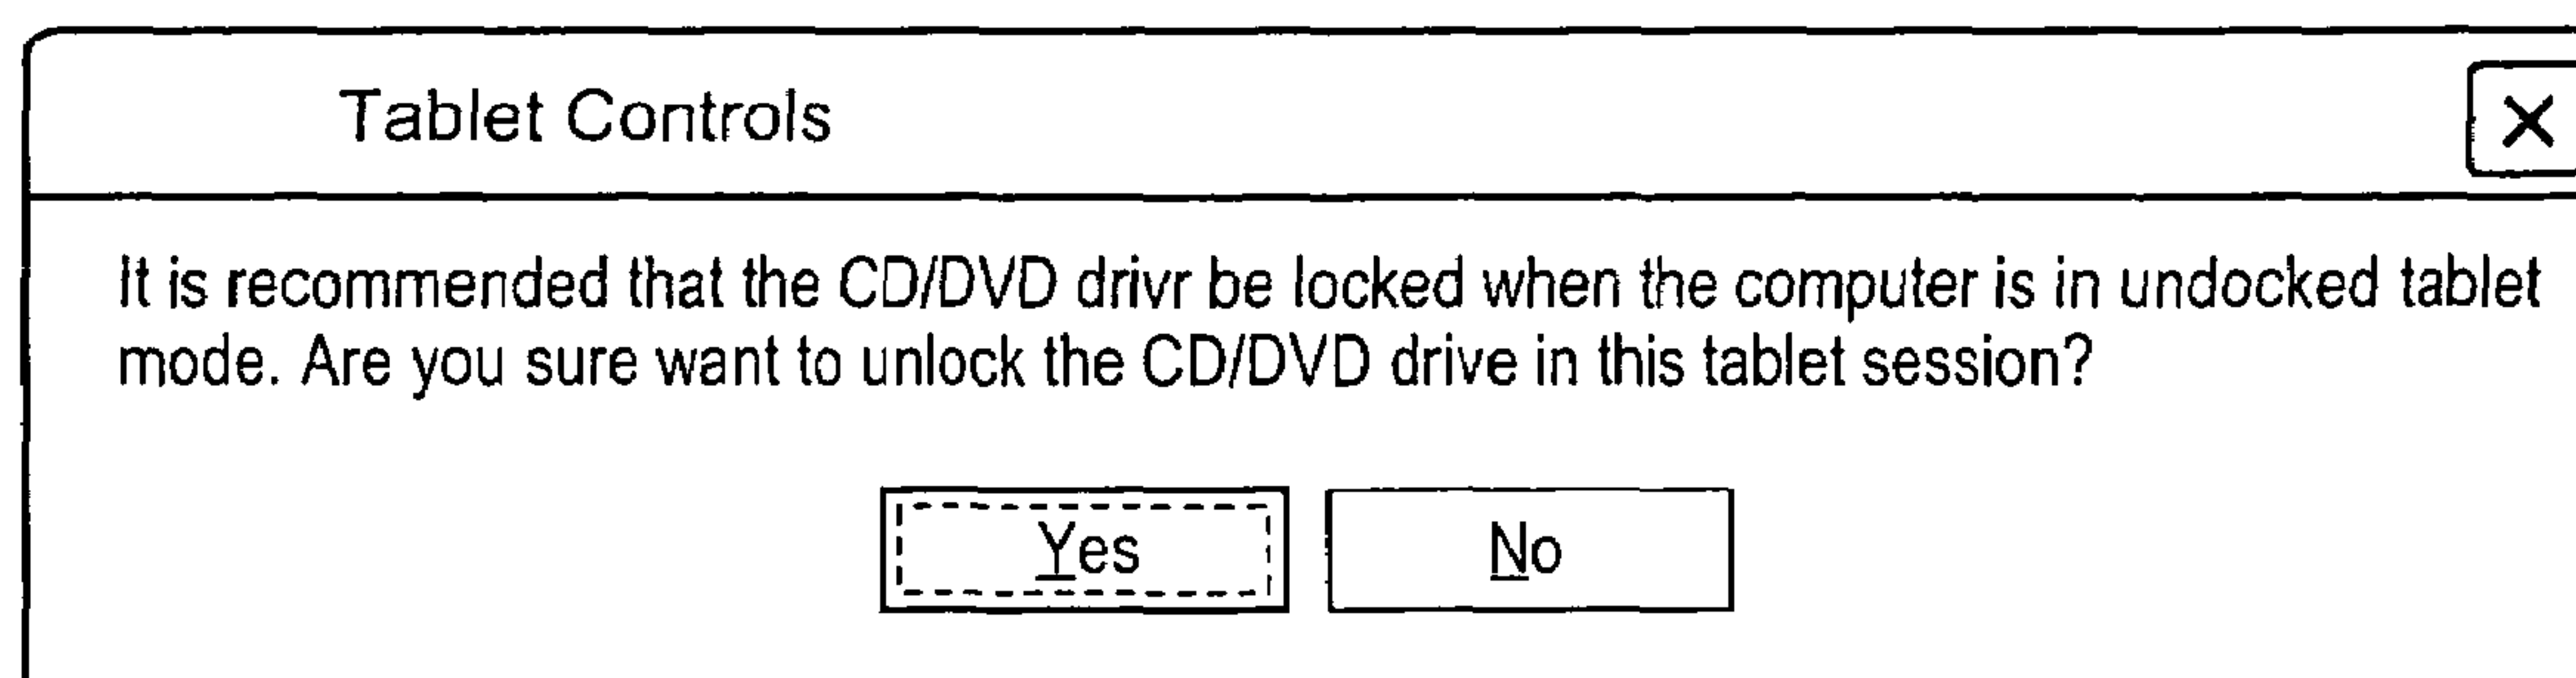 Tablet Controls
It is recommended that the CD/DVD drivr be locked when the computer is in undocked tablet
mode. Are you sure want to unlock the CD/DVD drive in this tablet session?
Yes No